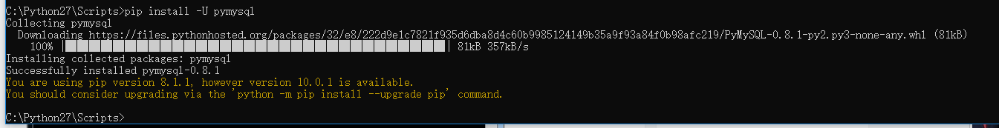 C:\Python27\Scripts>pip install -U pymysql
Collecting pymysql
Downloading https://files.pythonhosted.org/packages/32/e8/222d9e1c7821f935d6dba8d4c60b9985124149b35a9f93a84f0b98afc219/PyMySQL-0.8.1-py2.py3-none-any.whl (81kB)
100% |████████████████████████████████| 81kB 357kB/s
Installing collected packages: pymysql
Successfully installed pymysql-0.8.1
You are using pip version 8.1.1, however version 10.0.1 is available.
You should consider upgrading via the 'python -m pip install --upgrade pip' command.
C:\Python27\Scripts>